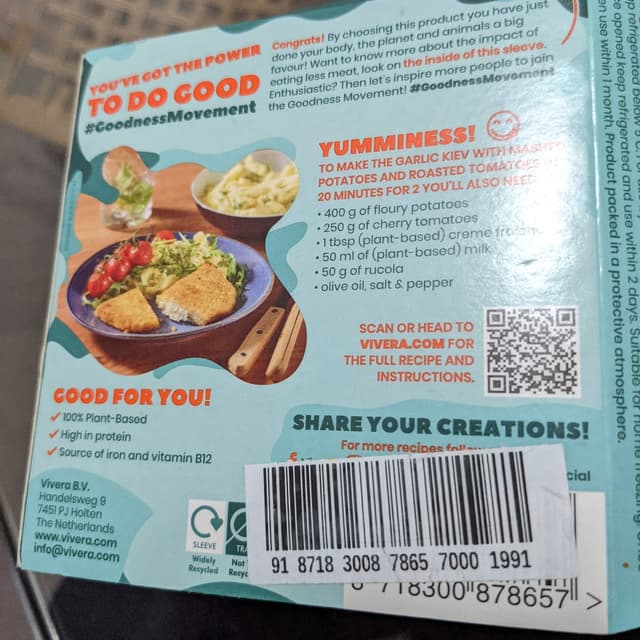 YOU'VE GOT THE POWER
TO DO GOOD
#GoodnessMovement
Congrats! By choosing this product you have just
done your body, the planet and animals a big
favour! Want to know more about the impact of
eating less meat, look on the inside of this sleeve.
Enthusiastic? Then let's inspire more people to join
the Goodness Movement! #GoodnessMovement
YUMMINESS!
TO MAKE THE GARLIC KIEV WITH MASHED
POTATOES AND ROASTED TOMATOES IN
20 MINUTES FOR 2 YOU'LL ALSO NEED
• 400 g of floury potatoes
• 250 g of cherry tomatoes
• 1 tbsp (plant-based) creme
• 50 ml of (plant-based) milk
• 50 g of rucola
• olive oil, salt & pepper
SCAN OR HEAD TO
VIVERA.COM FOR
THE FULL RECIPE AND
INSTRUCTIONS.
GOOD FOR YOU!
✓ 100% Plant-Based
✓ High in protein
✓ Source of iron and vitamin B12
SHARE YOUR CREATIONS!
For more recipes
cial
Vivera B.V.
Handelsweg 9
7451 PJ Holten
The Netherlands
www.vivera.com
info@vivera.com
SLEEVE
Widely
Recycled
Not
91 8718 3008 7865 7000 1991
718300 878657 >
refrigerated below
opened keep refrigerated and use within 2 days. Suitable for
use within 1 month. Product packed in a protective atmosphere.